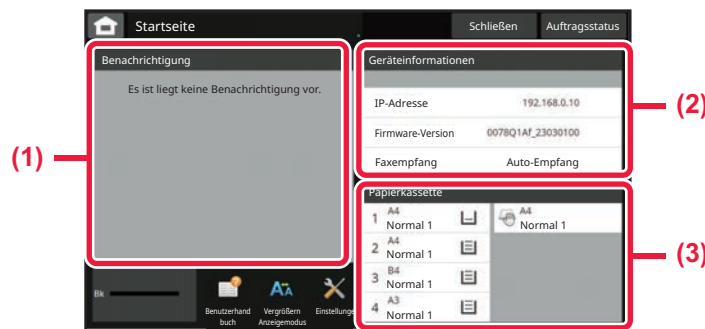 Startseite
Schließen
Auftragsstatus
Benachrichtigung
Es ist liegt keine Benachrichtigung vor.
(1)
Geräteinformationen
IP-Adresse 192.168.0.10
Firmware-Version 0078Q1Af_23030100
Faxempfang Auto-Empfang
(2)
Papierkassette
1 A4
Normal 1
2 A4
Normal 1
3 B4
Normal 1
4 A3
Normal 1
A4
Normal 1
(3)
Bk
Benutzerhand
buch
Vergrößern
Anzeigemodus
Einstellunge